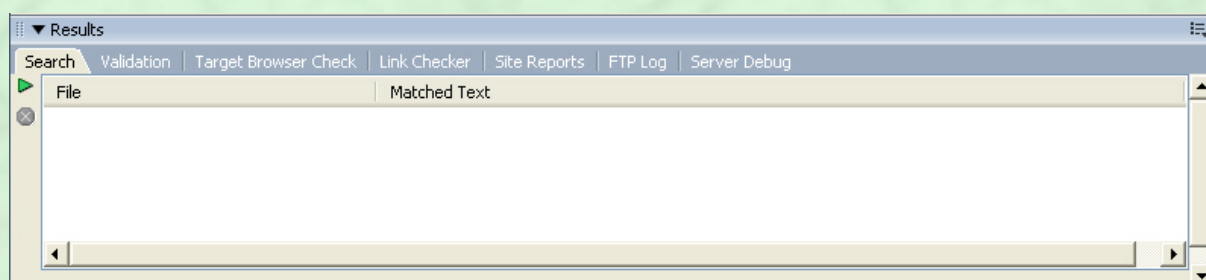 Results
Search Validation Target Browser Check Link Checker Site Reports FTP Log Server Debug
File Matched Text